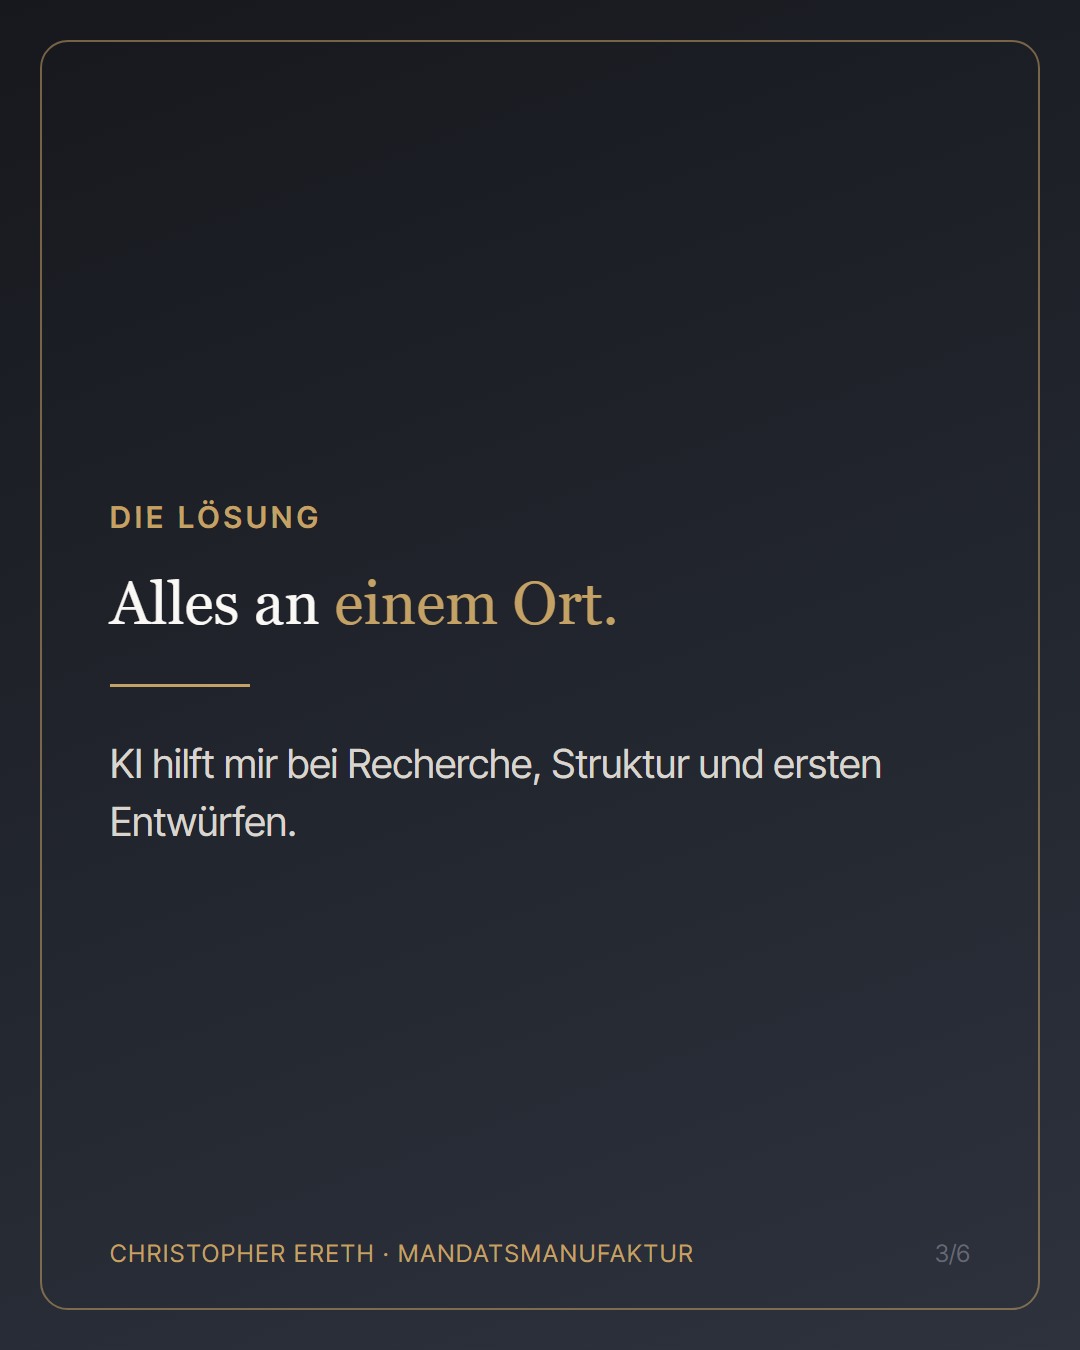 DIE LÖSUNG
Alles an einem Ort.
KI hilft mir bei Recherche, Struktur und ersten
Entwürfen.
CHRISTOPHER ERETH · MANDATSMANUFAKTUR
3/6